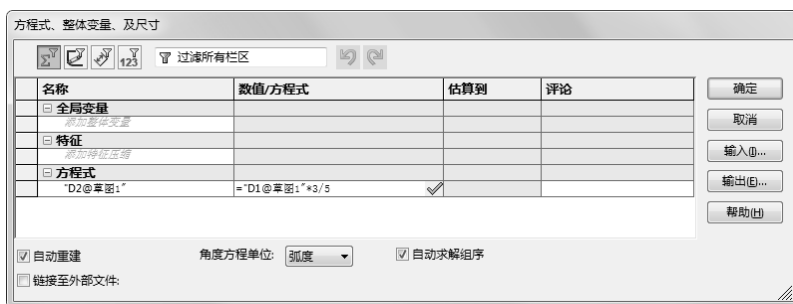 方程式、整体变量、及尺寸
过滤所有栏区
名称 数值/方程式 估算到 评论
全局变量
添加整体变量
特征
添加特征压缩
方程式
"D2@草图1" ="D1@草图1"*3/5
确定
取消
输入(I)...
输出(E)...
帮助(H)
自动重建 角度方程单位: 弧度 自动求解组序
链接至外部文件: